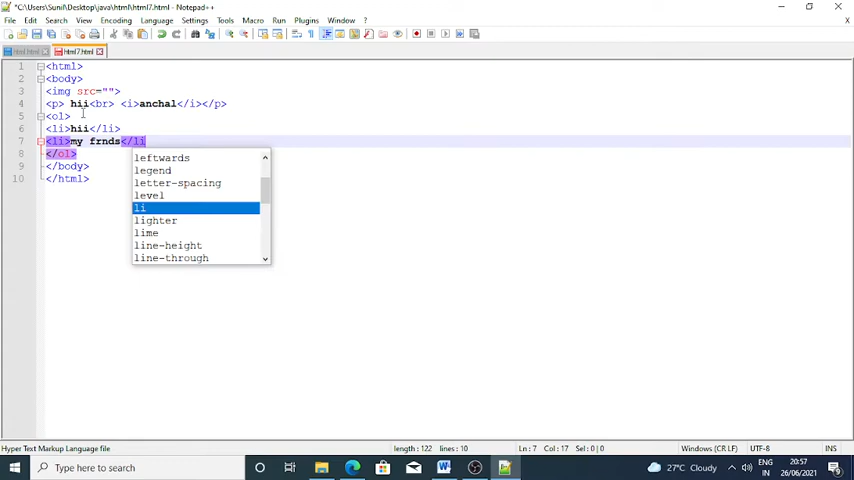 *C:\Users\Sunil\Desktop\java\html\html7.html - Notepad++
File Edit Search View Encoding Language Settings Tools Macro Run Plugins Window ? X
html.html html7.html
1 <html>
2 <body>
3 <img src="">
4 <p> hii<br> <i>anchal</i></p>
5 <ol>
6 <li>hii</li>
7 <li>my frnds</li
8 </ol>
9 </body>
10 </html>
leftwards
legend
letter-spacing
level
li
lighter
lime
line-height
line-through
Hyper Text Markup Language file length : 122 lines : 10 Ln : 7 Col : 17 Sel : 0 | 0 Windows (CR LF) UTF-8 INS
Type here to search 27°C Cloudy ENG 20:57
IN 26/06/2021